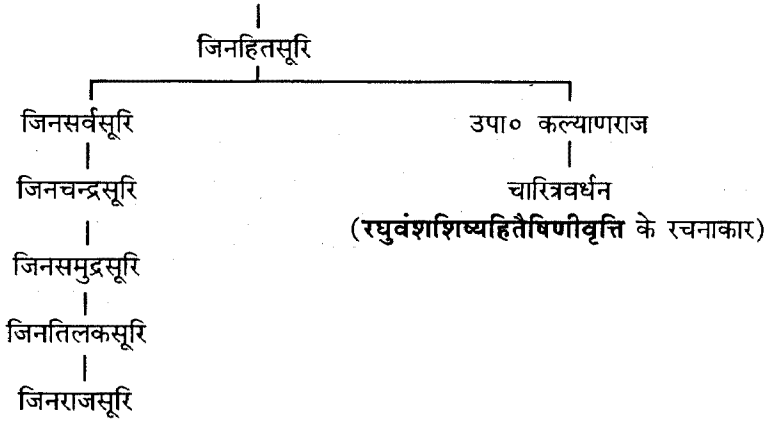 जिनहितसूरि
जिनसर्वसूरि उपा० कल्याणराज
जिनचन्द्रसूरि चारित्रवर्धन
(रघुवंशशिष्यहितैषिणीवृत्ति के रचनाकार)
जिनसमुद्रसूरि
जिनतिलकसूरि
जिनराजसूरि